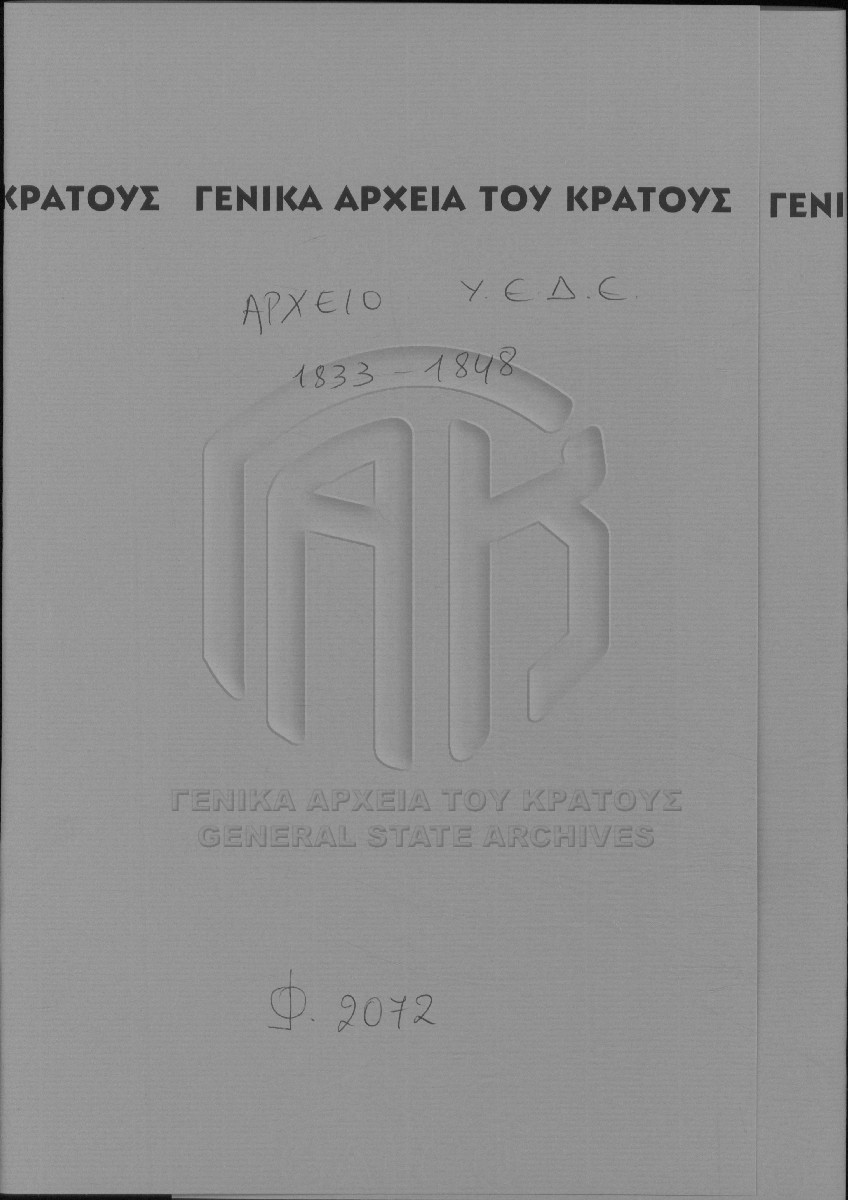 ΚΡΑΤΟΥΣ ΓΕΝΙΚΑ ΑΡΧΕΙΑ ΤΟΥ ΚΡΑΤΟΥΣ ΓΕΝΙ
ΑΡΧΕΙΟ Υ.Ε.Δ.Ε.
1833 - 1848
ΓΑΚ
ΓΕΝΙΚΑ ΑΡΧΕΙΑ ΤΟΥ ΚΡΑΤΟΥΣ
GENERAL STATE ARCHIVES
Φ. 2072